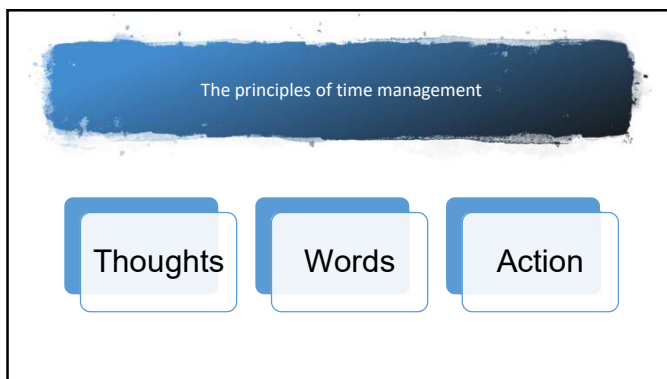 The principles of time management
Thoughts
Words
Action